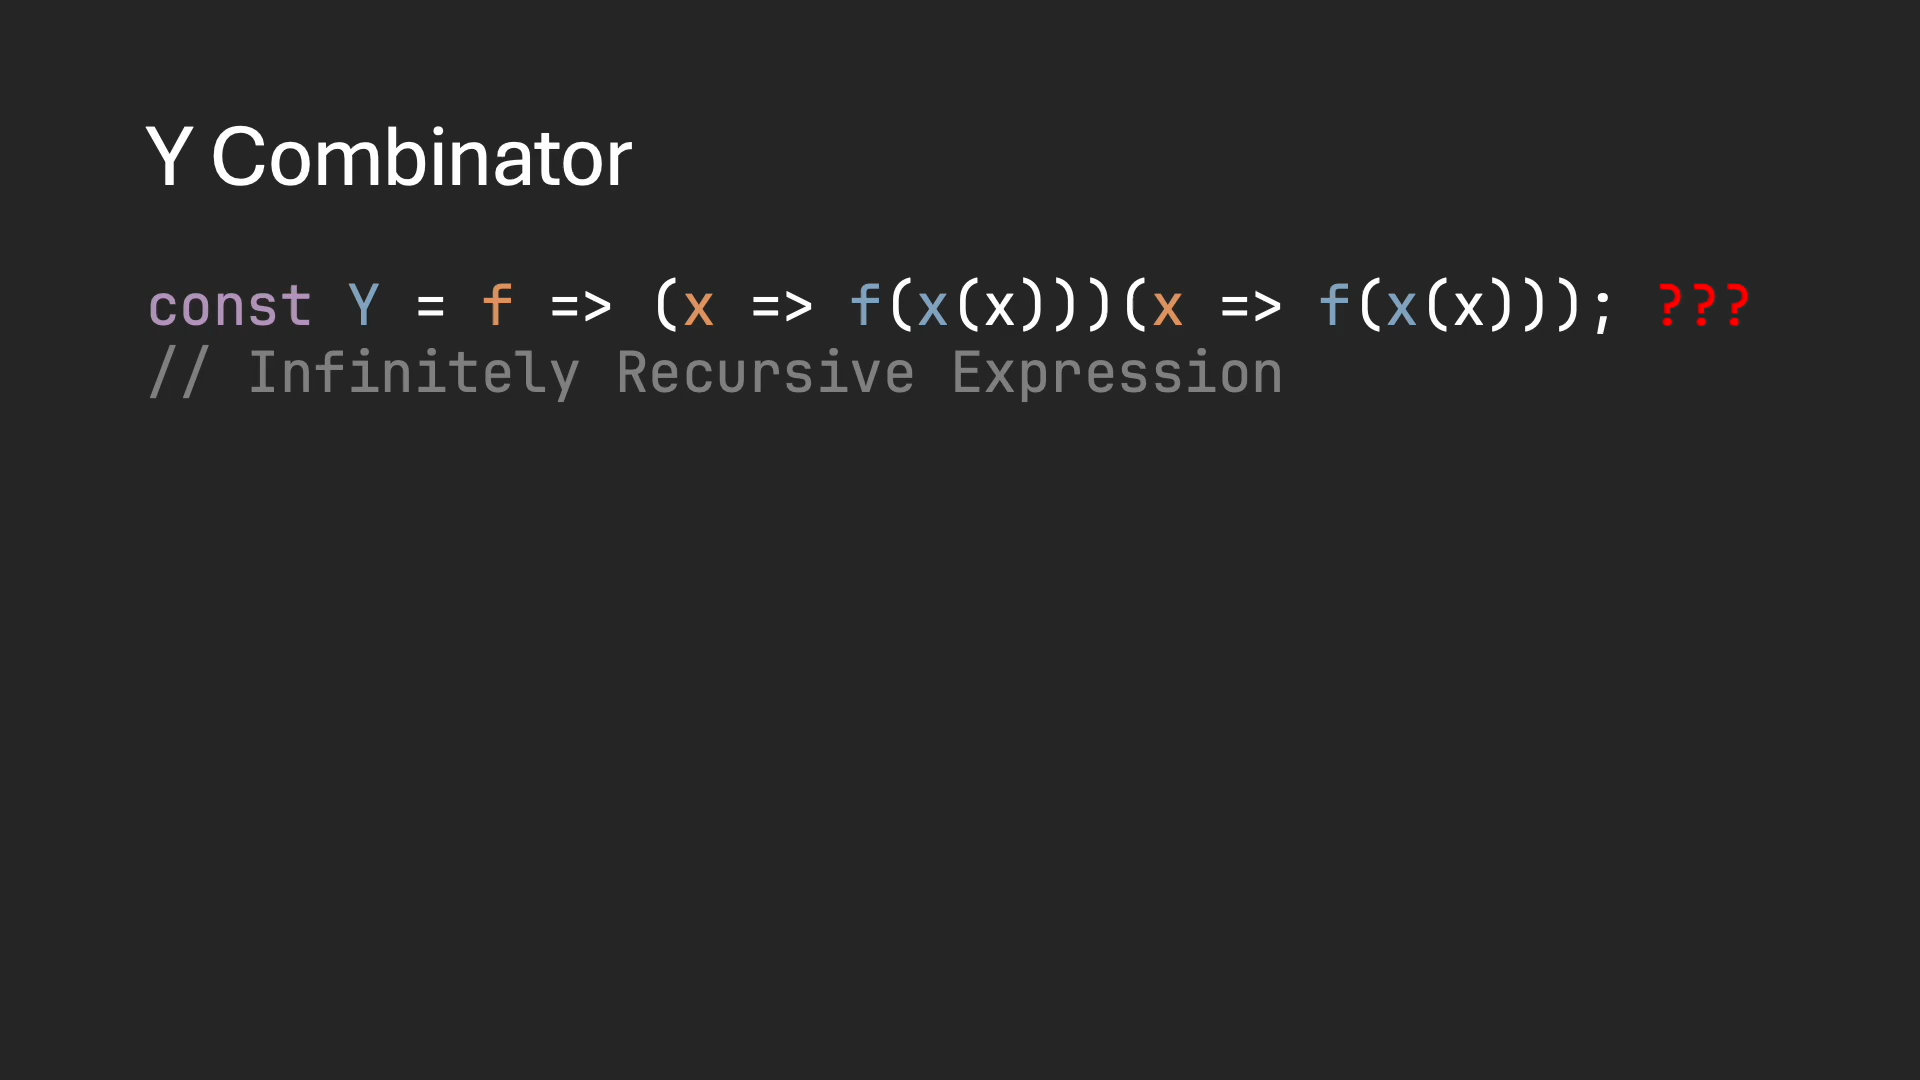 Y Combinator
const Y = f => (x => f(x(x)))(x => f(x(x))); ???
// Infinitely Recursive Expression